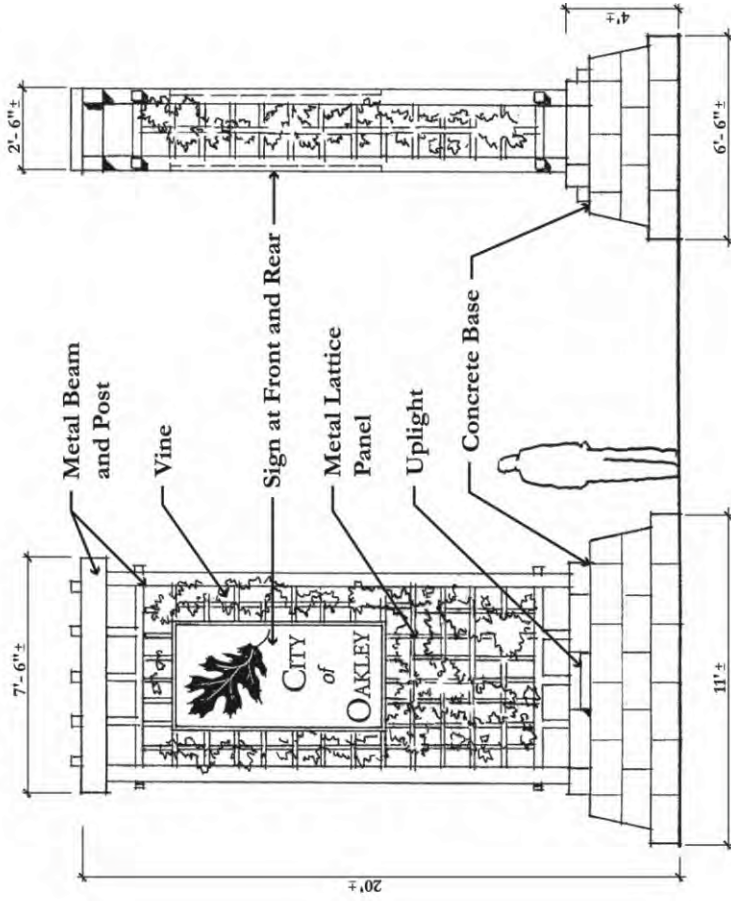 7'- 6"±
2'- 6"±
Metal Beam
and Post
Vine
Sign at Front and Rear
Metal Lattice
Panel
Uplight
Concrete Base
CITY
of
OAKLEY
20'±
4'±
11'±
6'- 6"±